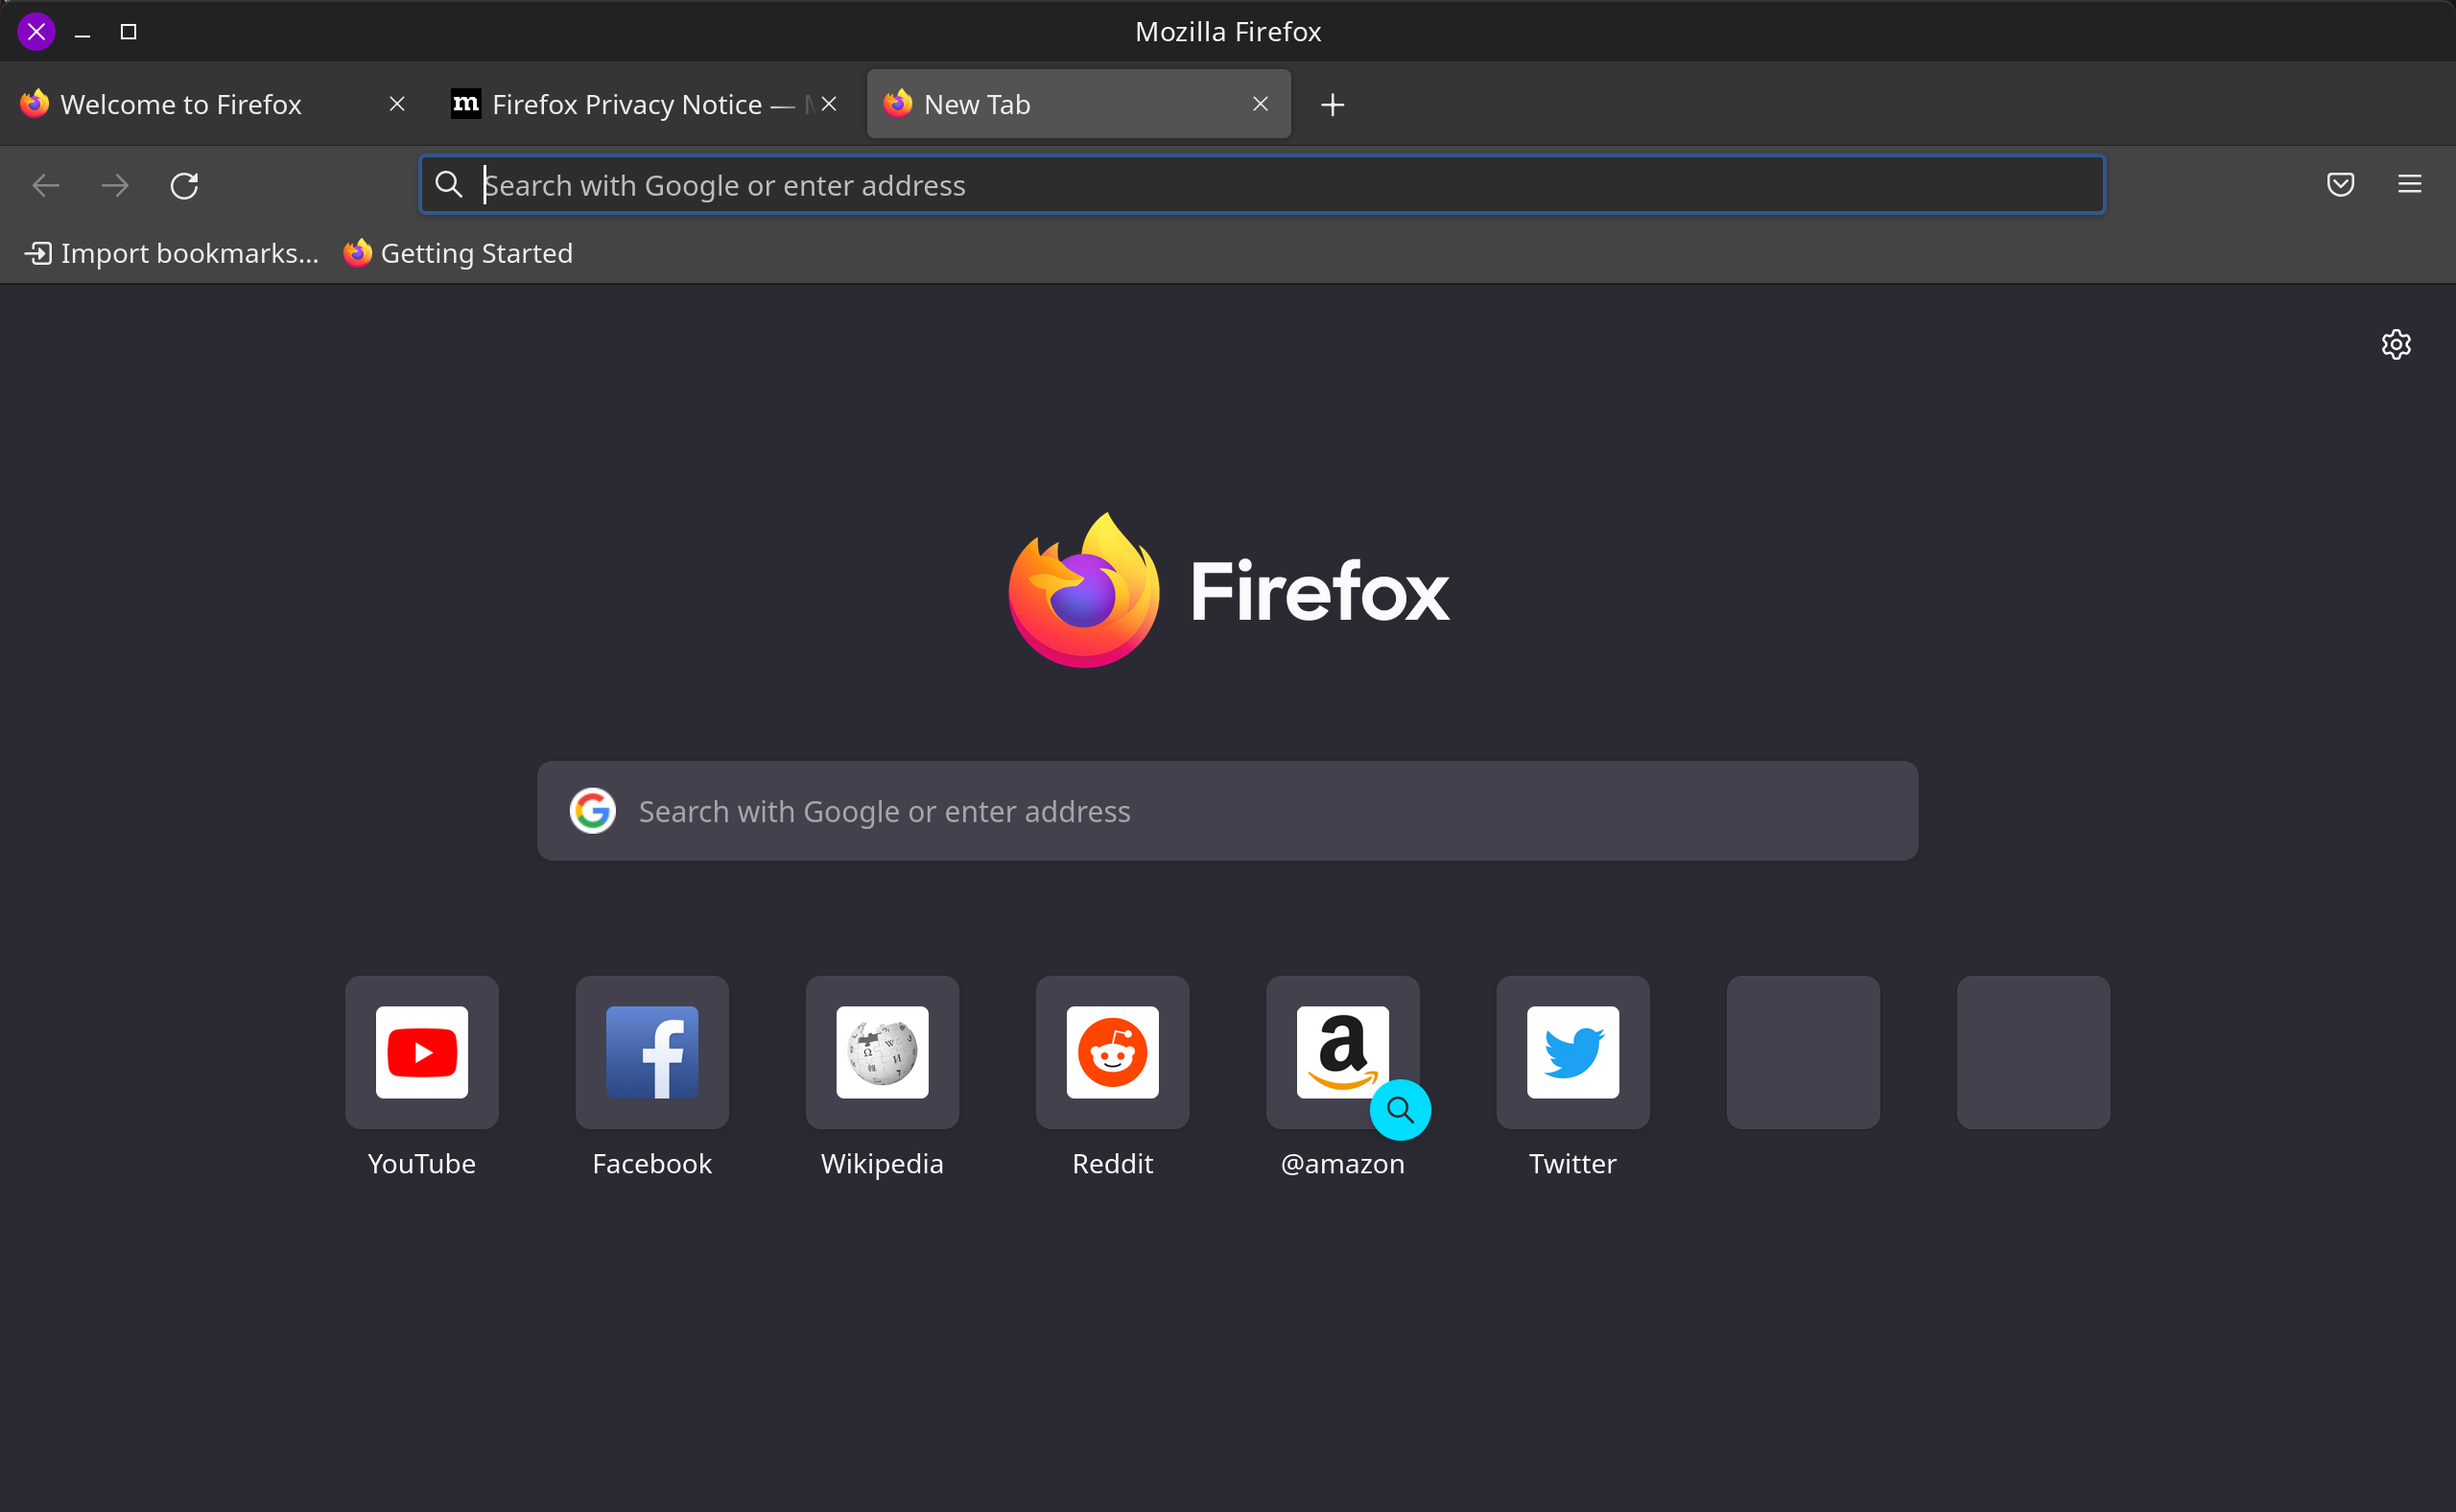 Mozilla Firefox
Welcome to Firefox
Firefox Privacy Notice —
New Tab
Search with Google or enter address
Import bookmarks...
Getting Started
Firefox
Search with Google or enter address
YouTube
Facebook
Wikipedia
Reddit
@amazon
Twitter